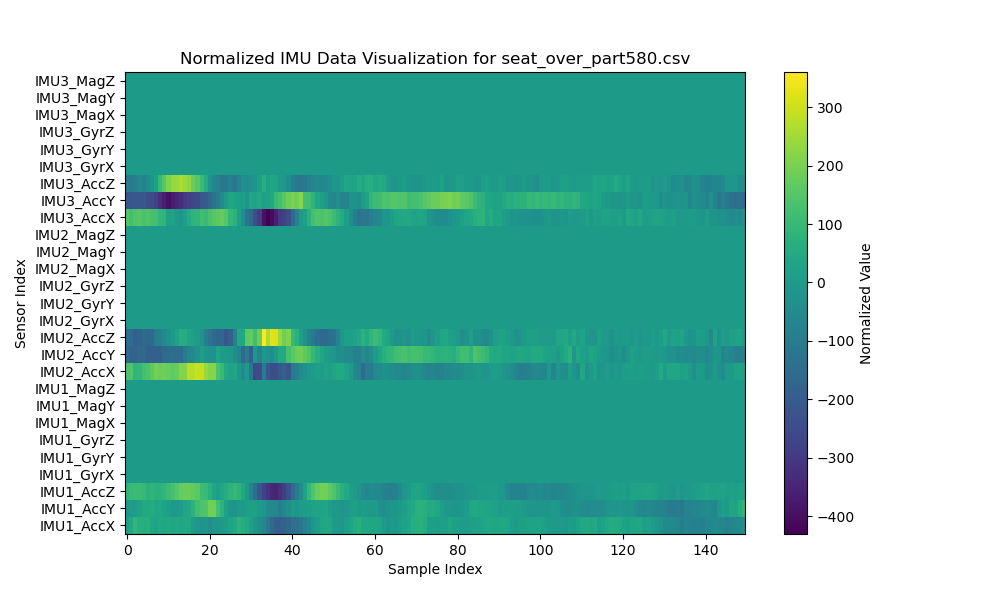 Normalized IMU Data Visualization for seat_over_part580.csv
IMU3_MagZ
IMU3_MagY
IMU3_MagX
IMU3_GyrZ
IMU3_GyrY
IMU3_GyrX
IMU3_AccZ
IMU3_AccY
IMU3_AccX
IMU2_MagZ
IMU2_MagY
IMU2_MagX
IMU2_GyrZ
IMU2_GyrY
IMU2_GyrX
IMU2_AccZ
IMU2_AccY
IMU2_AccX
IMU1_MagZ
IMU1_MagY
IMU1_MagX
IMU1_GyrZ
IMU1_GyrY
IMU1_GyrX
IMU1_AccZ
IMU1_AccY
IMU1_AccX
Sensor Index
0 20 40 60 80 100 120 140
Sample Index
300
200
100
0
−100
−200
−300
−400
Normalized Value